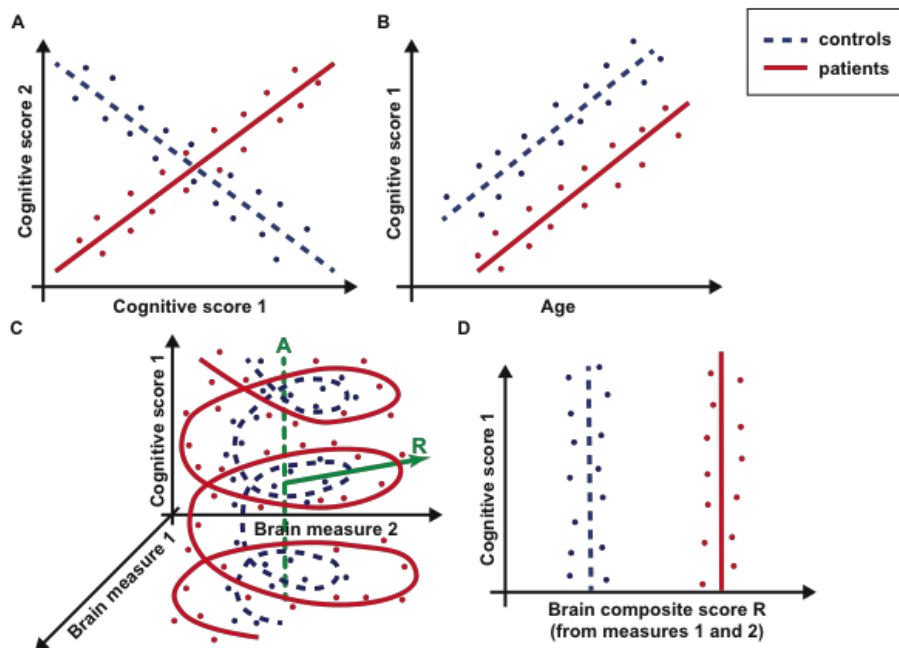 A
Cognitive score 2
Cognitive score 1
B
Cognitive score 1
Age
controls
patients
C
Cognitive score 1
A
R
Brain measure 2
Brain measure 1
D
Cognitive score 1
Brain composite score R
(from measures 1 and 2)